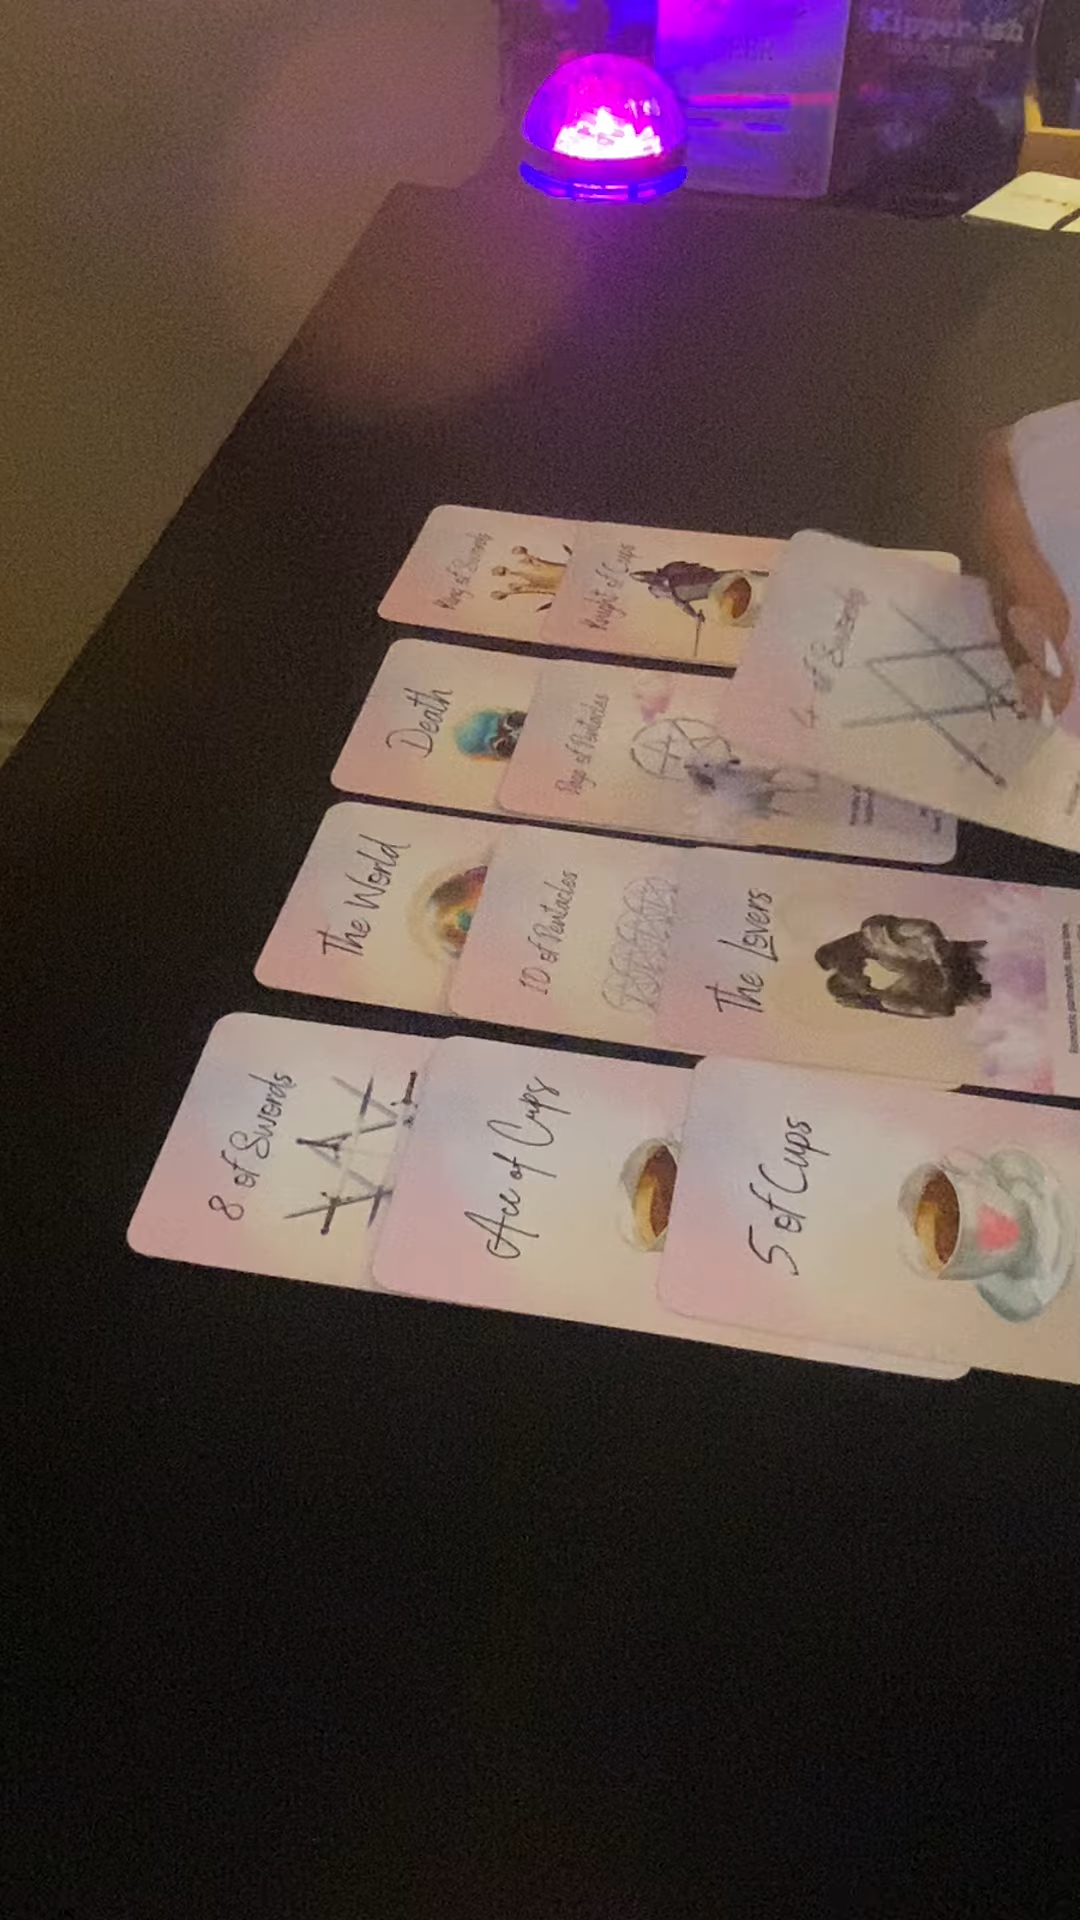 Kipper-ish
King of Swords
Knight of Cups
4 of Swords
Death
Page of Pentacles
The World
10 of Pentacles
The Lovers
8 of Swords
Ace of Cups
5 of Cups